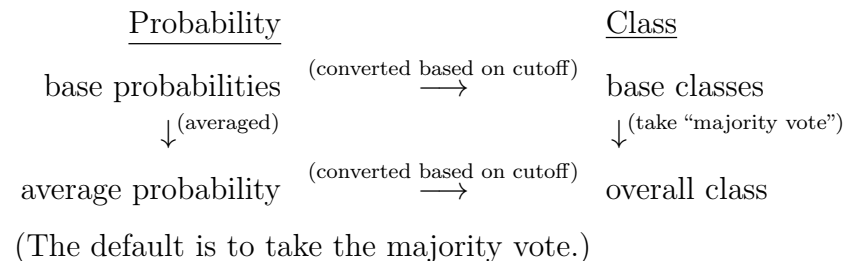 Probability Class
(converted based on cutoff)
base probabilities ⟶ base classes
↓(averaged) ↓(take “majority vote”)
(converted based on cutoff)
average probability ⟶ overall class
(The default is to take the majority vote.)